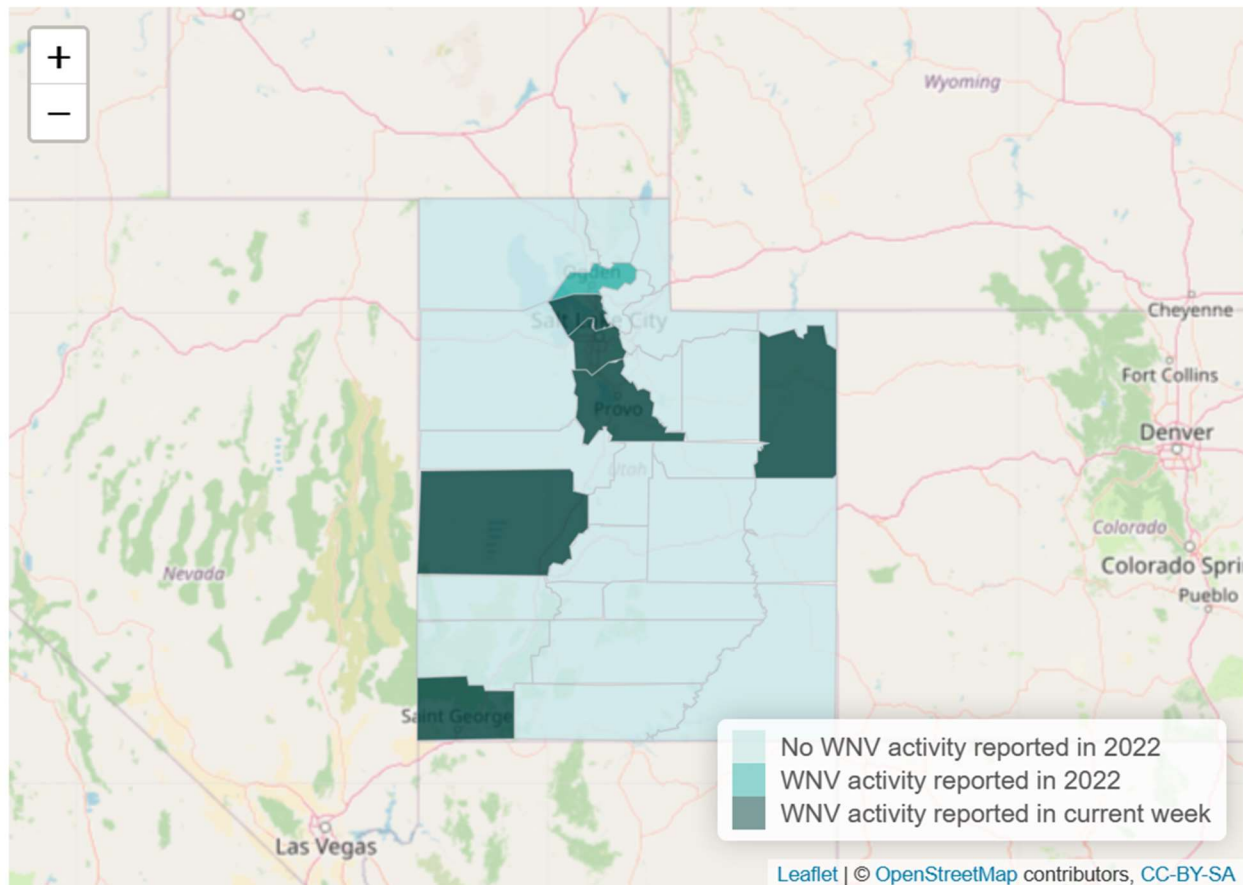 +
Wyoming
−
Ogden
Salt Lake City
Cheyenne
Fort Collins
Provo
Denver
Utah
Colorado
Nevada
Colorado Spri
Pueblo
Saint George
No WNV activity reported in 2022
WNV activity reported in 2022
WNV activity reported in current week
Las Vegas
Leaflet | © OpenStreetMap contributors, CC-BY-SA